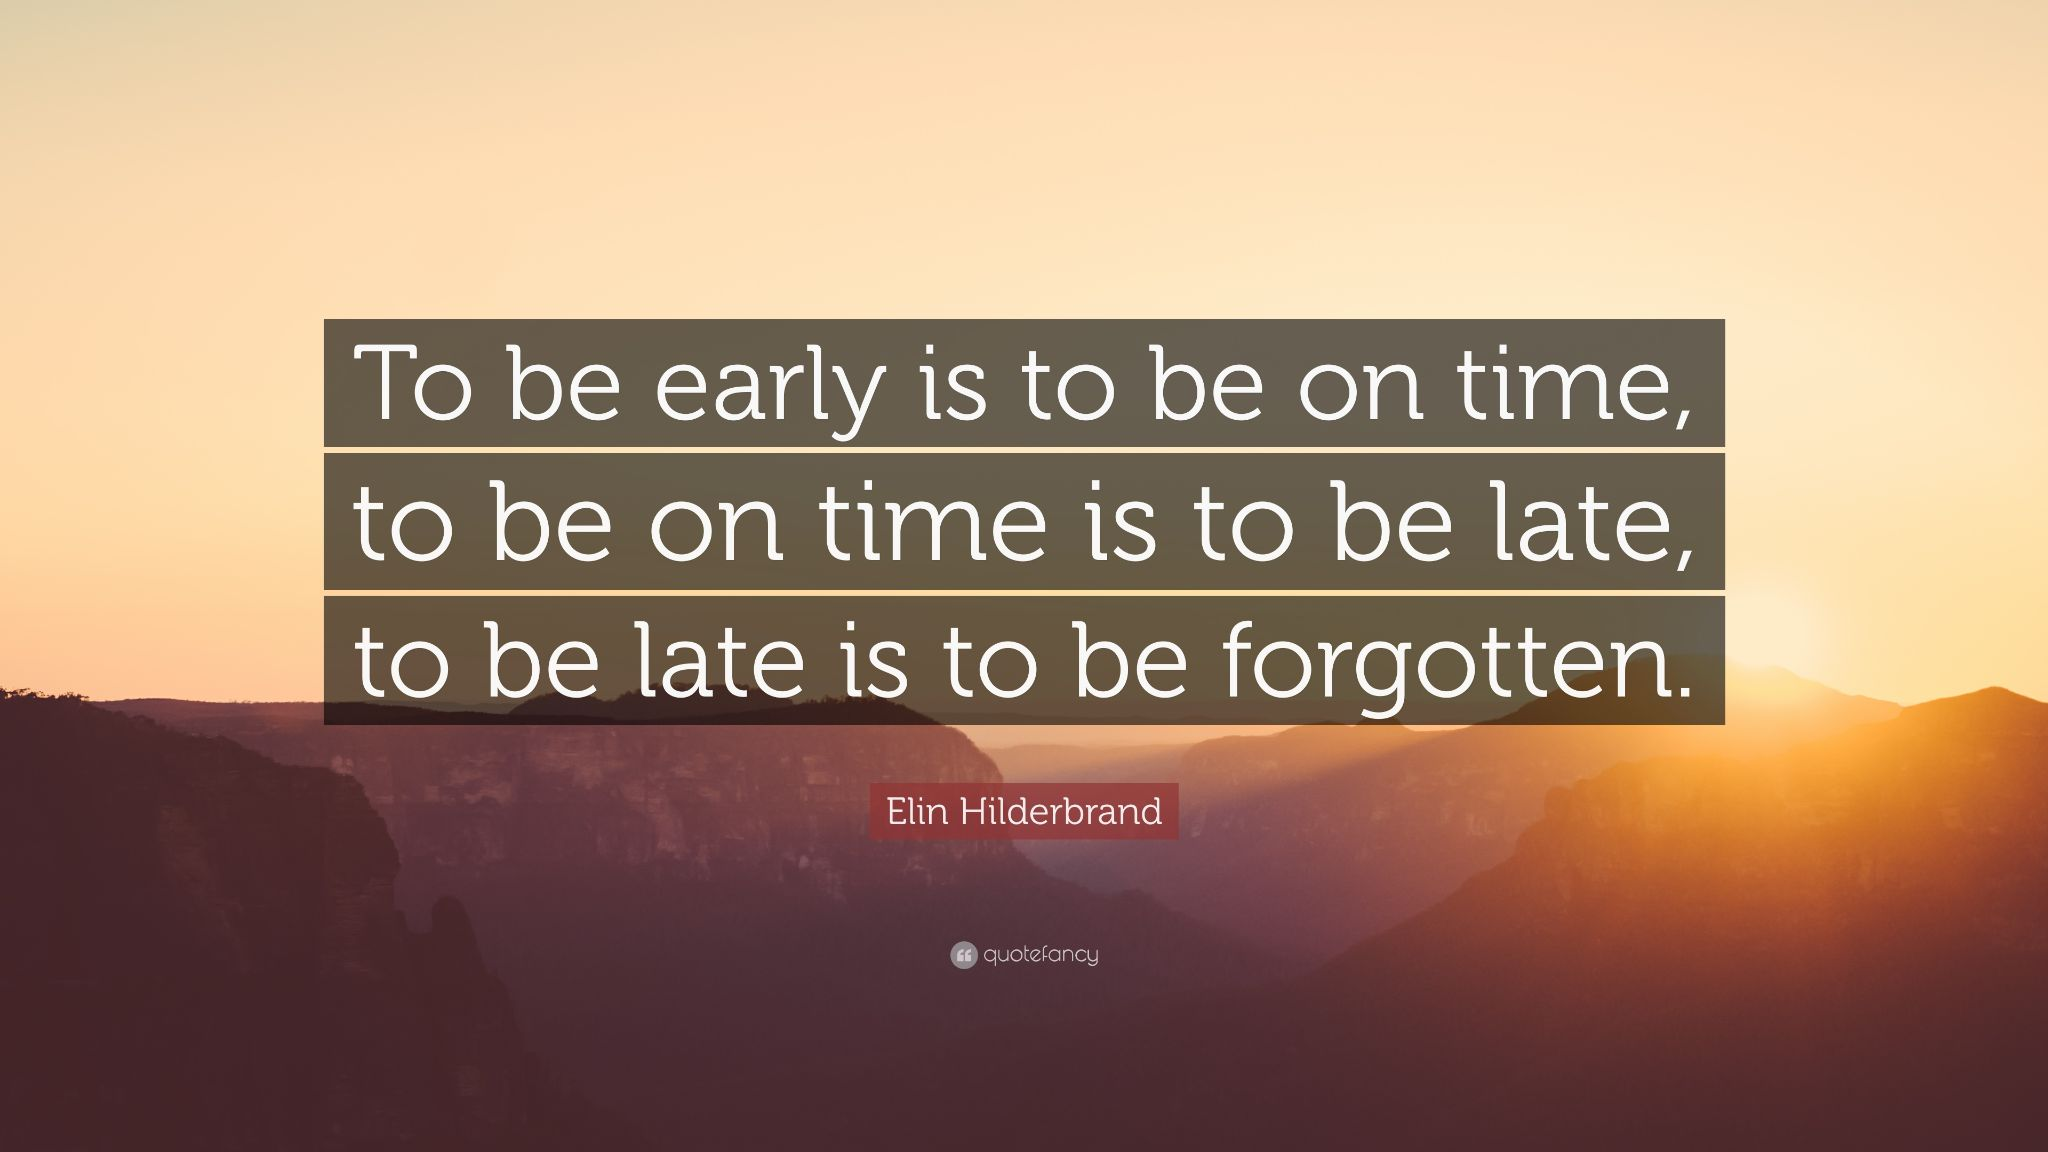 To be early is to be on time,
to be on time is to be late,
to be late is to be forgotten.
Elin Hilderbrand
quotefancy